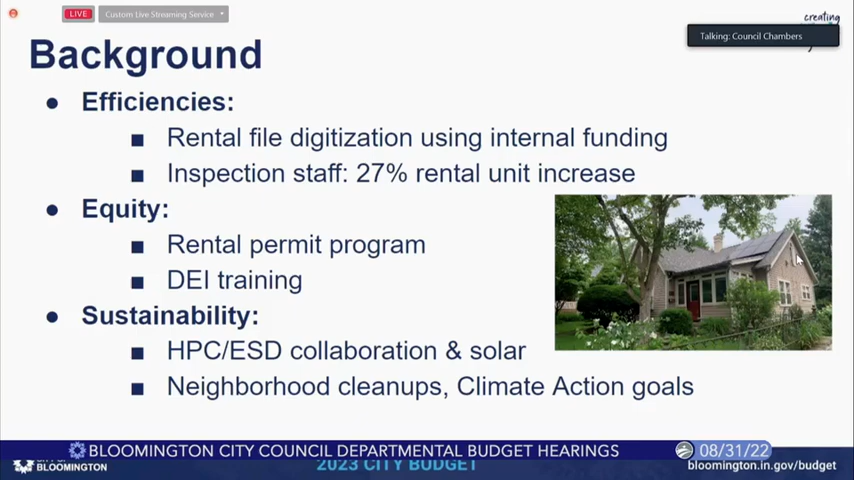 LIVE
Custom Live Streaming Service
creating
Talking: Council Chambers
Background
Efficiencies:
Rental file digitization using internal funding
Inspection staff: 27% rental unit increase
Equity:
Rental permit program
DEI training
Sustainability:
HPC/ESD collaboration & solar
Neighborhood cleanups, Climate Action goals
BLOOMINGTON CITY COUNCIL DEPARTMENTAL BUDGET HEARINGS
08/31/22
BLOOMINGTON
2023 CITY BUDGET
bloomington.in.gov/budget